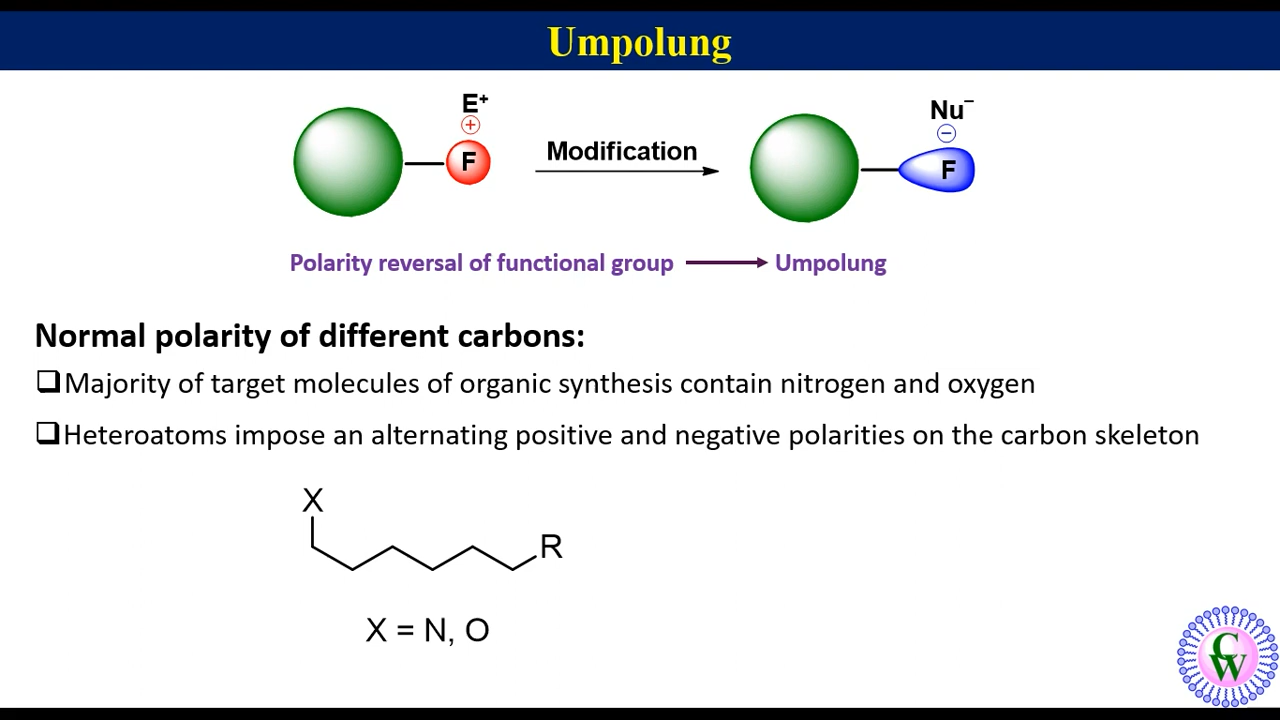 Umpolung
E⁺
⊕
F
Modification
Nu⁻
⊖
F
Polarity reversal of functional group ⟶ Umpolung
Normal polarity of different carbons:
❑Majority of target molecules of organic synthesis contain nitrogen and oxygen
❑Heteroatoms impose an alternating positive and negative polarities on the carbon skeleton
X
R
X = N, O
C
W